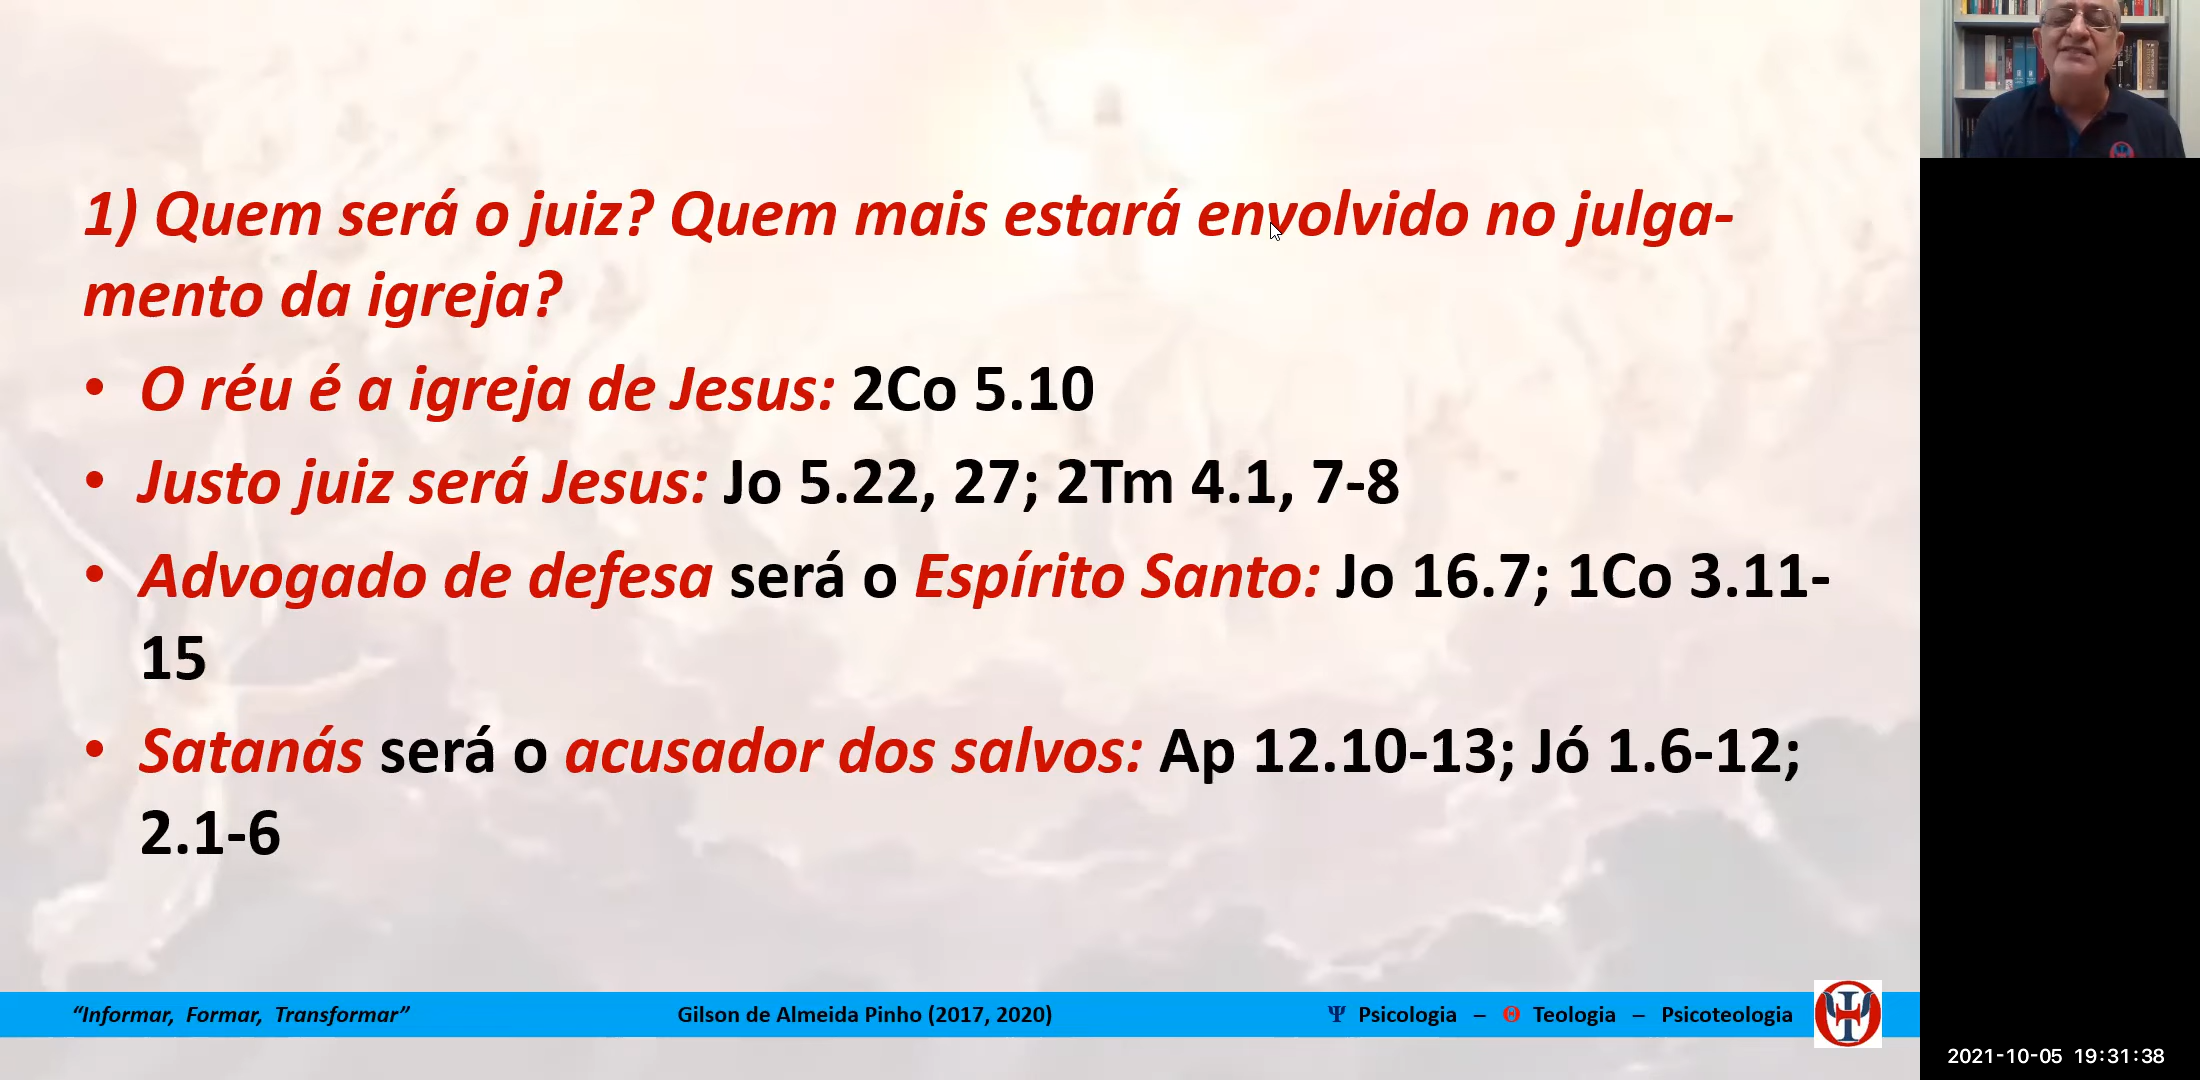 1) Quem será o juiz? Quem mais estará envolvido no julga-
mento da igreja?
• O réu é a igreja de Jesus: 2Co 5.10
• Justo juiz será Jesus: Jo 5.22, 27; 2Tm 4.1, 7-8
• Advogado de defesa será o Espírito Santo: Jo 16.7; 1Co 3.11-
15
• Satanás será o acusador dos salvos: Ap 12.10-13; Jó 1.6-12;
2.1-6
“Informar, Formar, Transformar” Gilson de Almeida Pinho (2017, 2020) Ψ Psicologia – Θ Teologia – Psicoteologia
2021-10-05 19:31:38